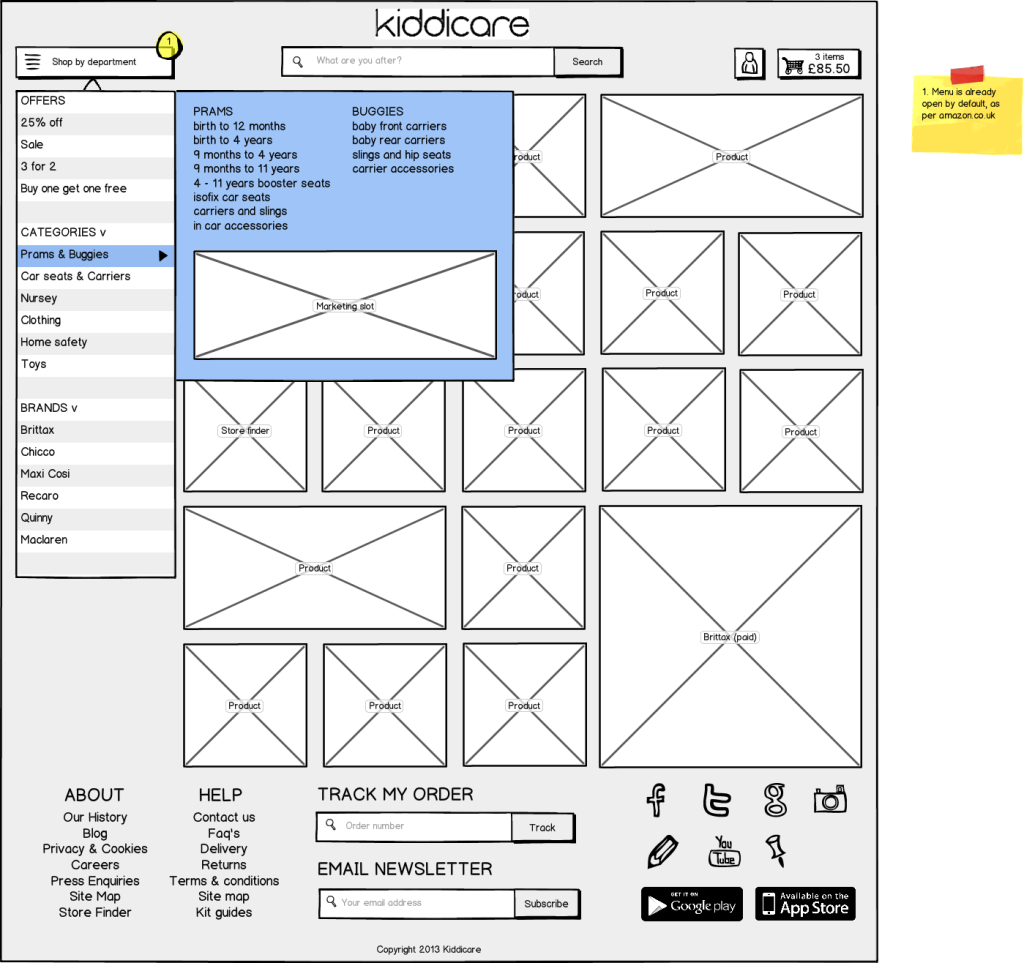 kiddicare
1
Shop by department
What are you after?
Search
3 items
£85.50
1. Menu is already
open by default, as
per amazon.co.uk
OFFERS
25% off
Sale
3 for 2
Buy one get one free
CATEGORIES v
Prams & Buggies
Car seats & Carriers
Nursey
Clothing
Home safety
Toys
BRANDS v
Brittax
Chicco
Maxi Cosi
Recaro
Quinny
Maclaren
PRAMS
birth to 12 months
birth to 4 years
9 months to 4 years
9 months to 11 years
4 - 11 years booster seats
isofix car seats
carriers and slings
in car accessories
BUGGIES
baby front carriers
baby rear carriers
slings and hip seats
carrier accessories
Marketing slot
roduct
Product
oduct
Product
Product
Store finder
Product
Product
Product
Product
Product
Product
Brittax (paid)
Product
Product
Product
ABOUT
Our History
Blog
Privacy & Cookies
Careers
Press Enquiries
Site Map
Store Finder
HELP
Contact us
Faq's
Delivery
Returns
Terms & conditions
Site map
Kit guides
TRACK MY ORDER
Order number
Track
EMAIL NEWSLETTER
Your email address
Subscribe
You
Tube
GET IT ON
Google play
Available on the
App Store
Copyright 2013 Kiddicare